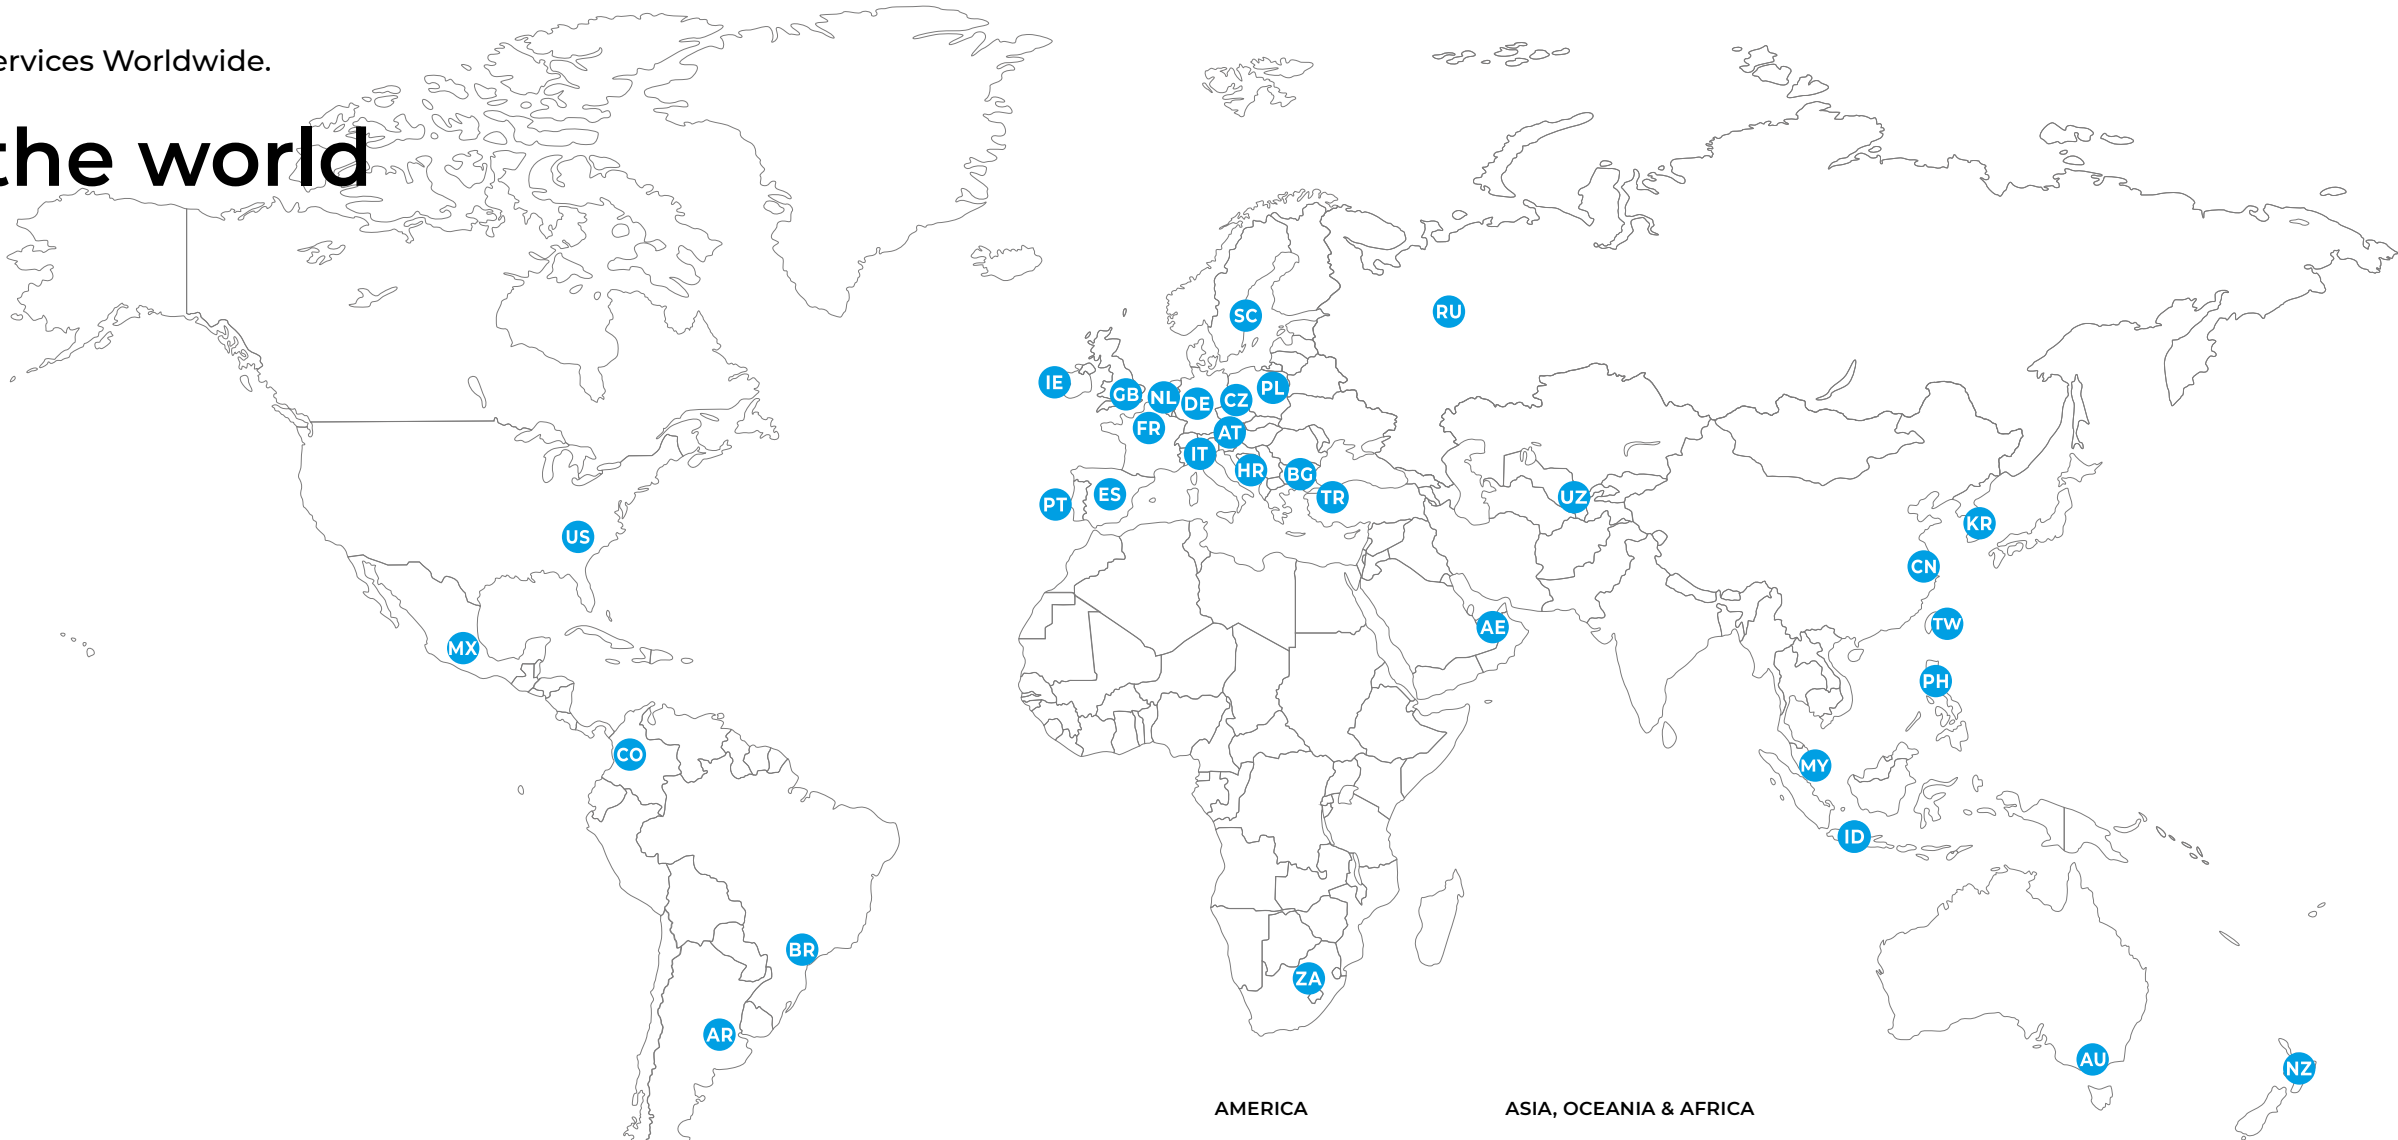 ervices Worldwide.
the world
SC
RU
IE
GB
NL
DE
CZ
PL
FR
AT
IT
HR
BG
PT
ES
TR
UZ
KR
US
CN
TW
AE
MX
PH
CO
MY
ID
BR
ZA
AR
AU
NZ
AMERICA
ASIA, OCEANIA & AFRICA